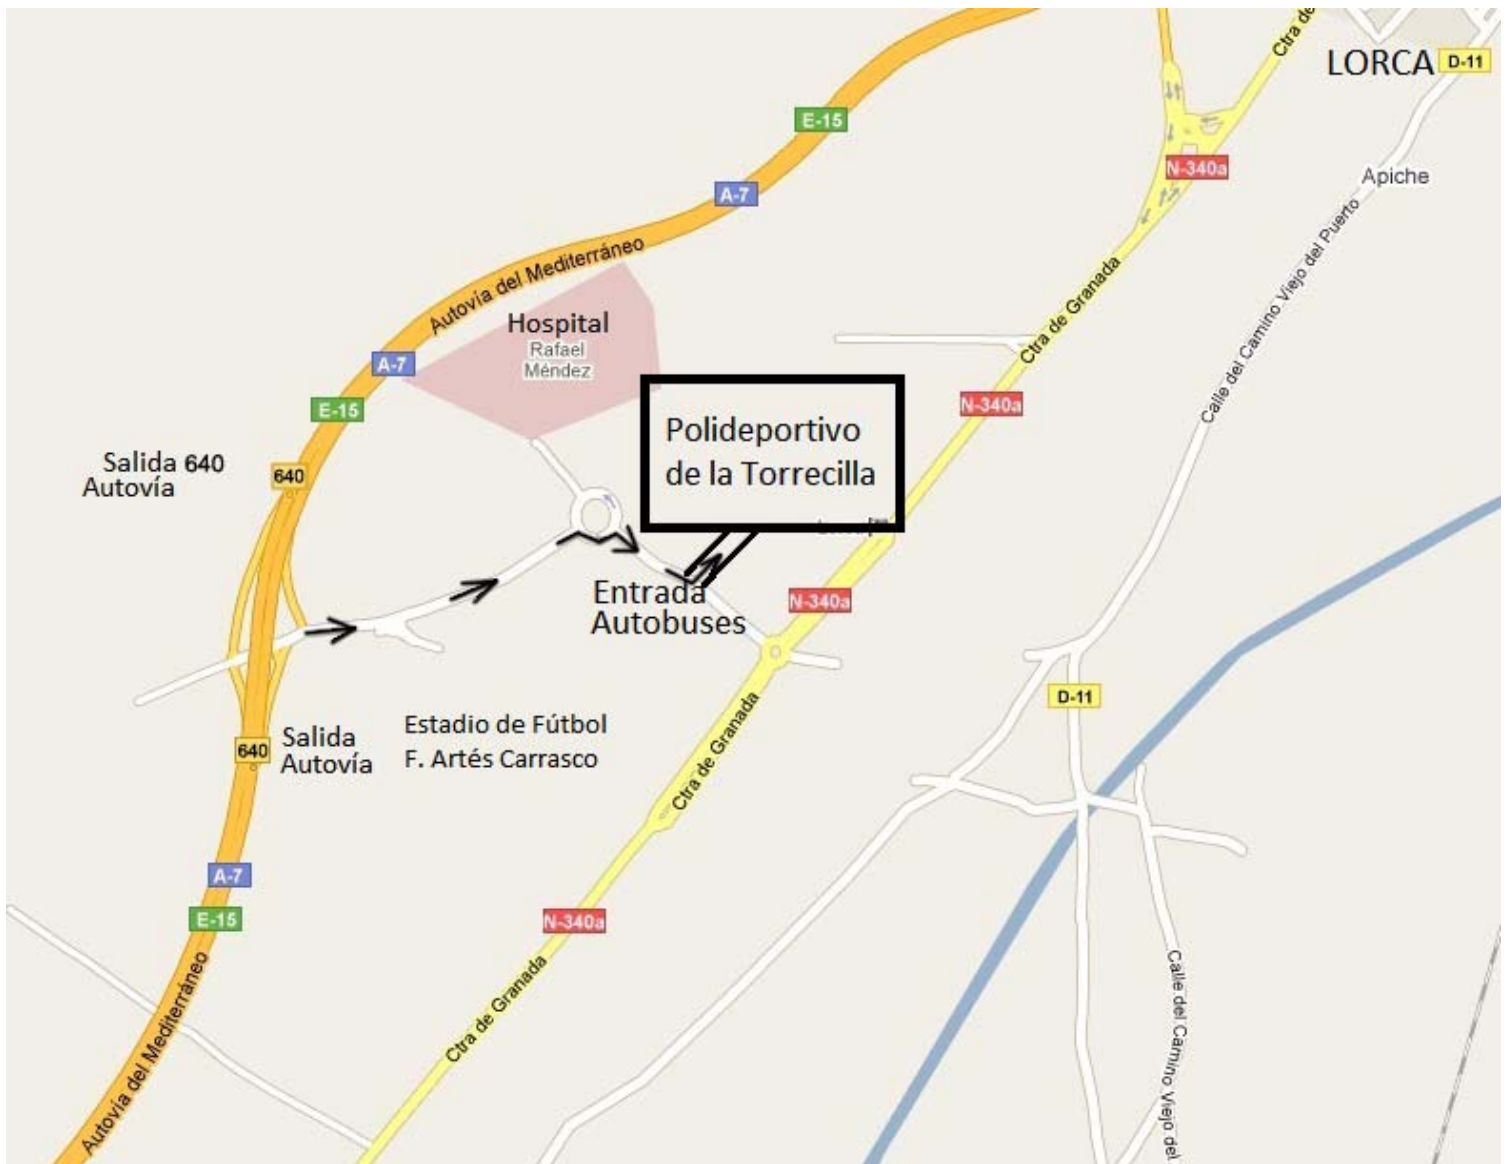 Ctra de
LORCA
D-11
E-15
N-340a
Apiche
A-7
Autovía del Mediterráneo
Calle del Camino Viejo del Puerto
Ctra de Granada
Hospital
Rafael
Méndez
A-7
E-15
N-340a
Polideportivo
de la Torrecilla
Salida 640
Autovía
640
Entrada
Autobuses
N-340a
D-11
Salida
Autovía
640
Estadio de Fútbol
F. Artés Carrasco
Ctra de Granada
A-7
E-15
N-340a
Autovía del Mediterráneo
Ctra de Granada
Calle del Camino Viejo del